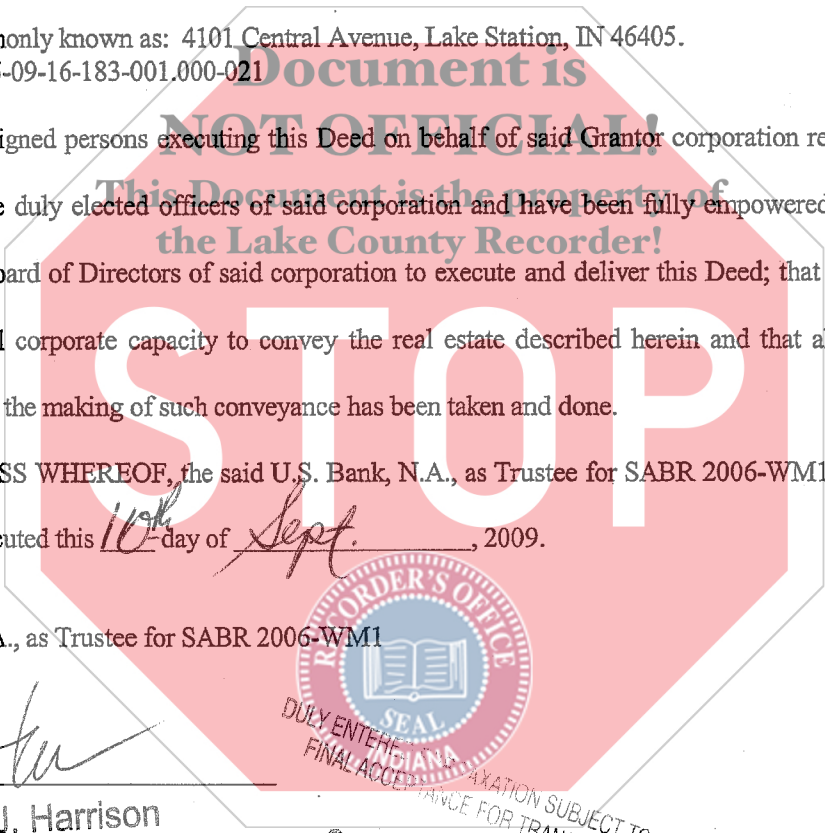 only known as: 4101 Central Avenue, Lake Station, IN 46405.
-09-16-183-001.000-021
Document is
NOT OFFICIAL!
This Document is the property of
the Lake County Recorder!
igned persons executing this Deed on behalf of said Grantor corporation re
duly elected officers of said corporation and have been fully empowered
oard of Directors of said corporation to execute and deliver this Deed; that
corporate capacity to convey the real estate described herein and that al
the making of such conveyance has been taken and done.
STOP
SS WHEREOF, the said U.S. Bank, N.A., as Trustee for SABR 2006-WM1
uted this 10th day of Sept. , 2009.
RECORDER'S OFFICE
SEAL
INDIANA
A., as Trustee for SABR 2006-WM1
DULY ENTERE TAXATION SUBJECT TO
FINAL ACCEPTANCE FOR TRAN
J. Harrison